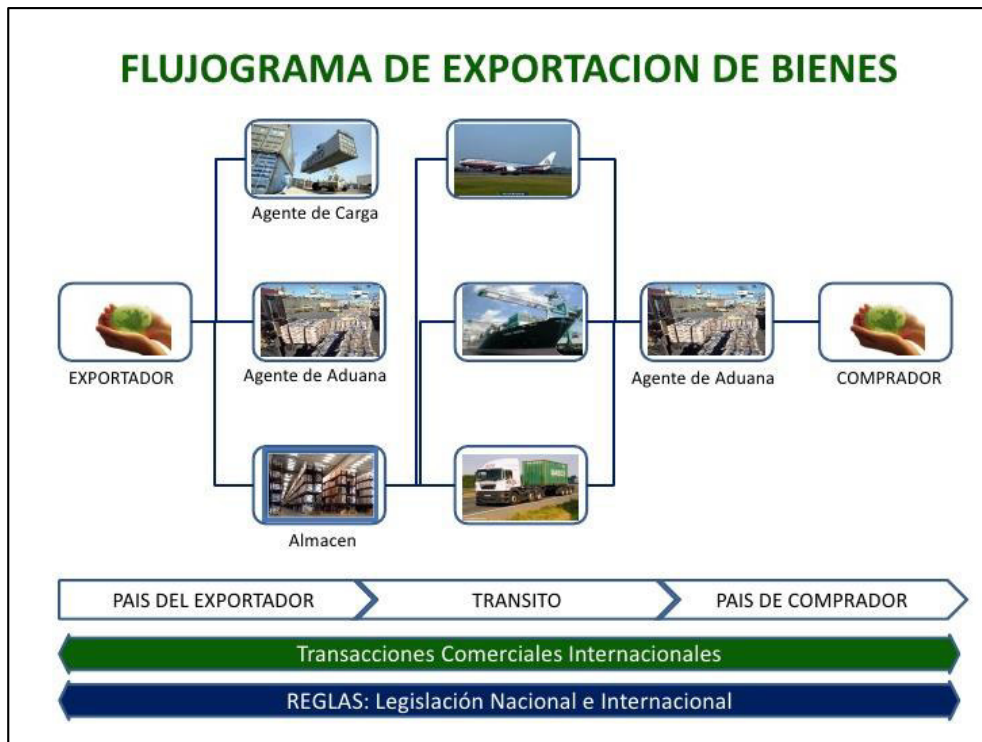 FLUJOGRAMA DE EXPORTACION DE BIENES
Agente de Carga
EXPORTADOR
Agente de Aduana
Agente de Aduana
COMPRADOR
Almacen
PAIS DEL EXPORTADOR
TRANSITO
PAIS DE COMPRADOR
Transacciones Comerciales Internacionales
REGLAS: Legislación Nacional e Internacional